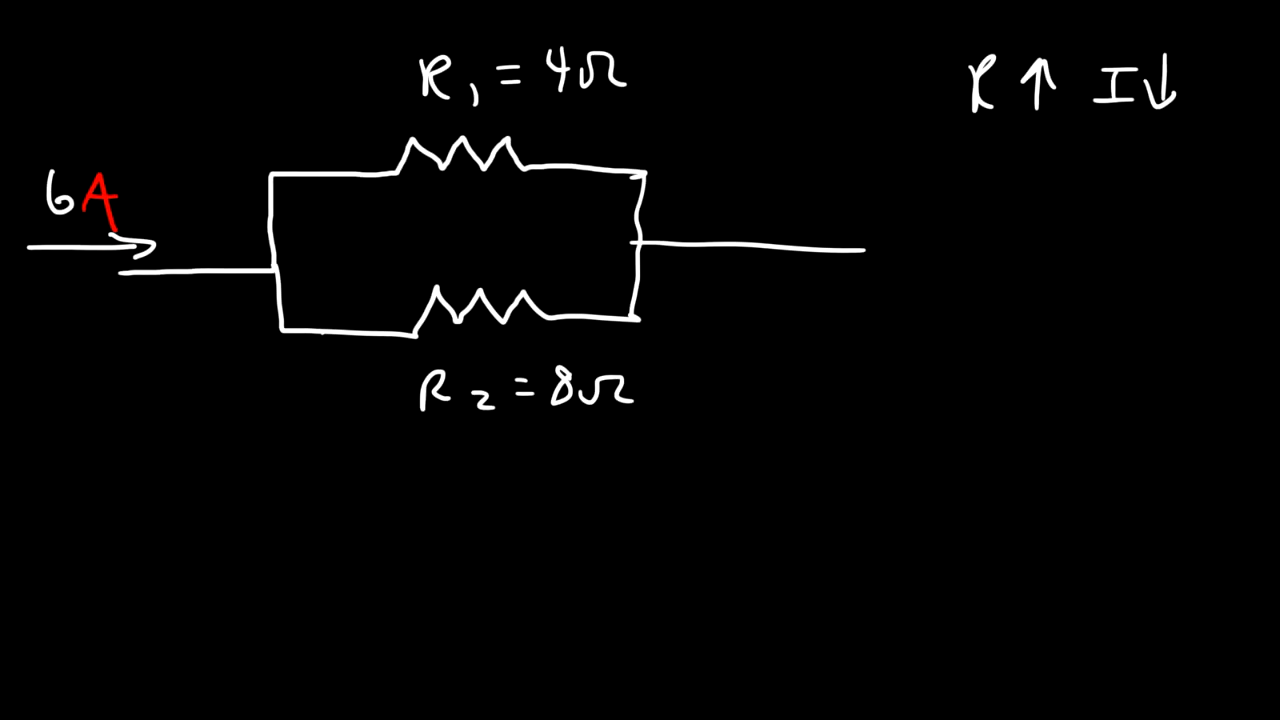 R₁ = 4Ω
R ↑ I ↓
6A
R₂ = 8Ω